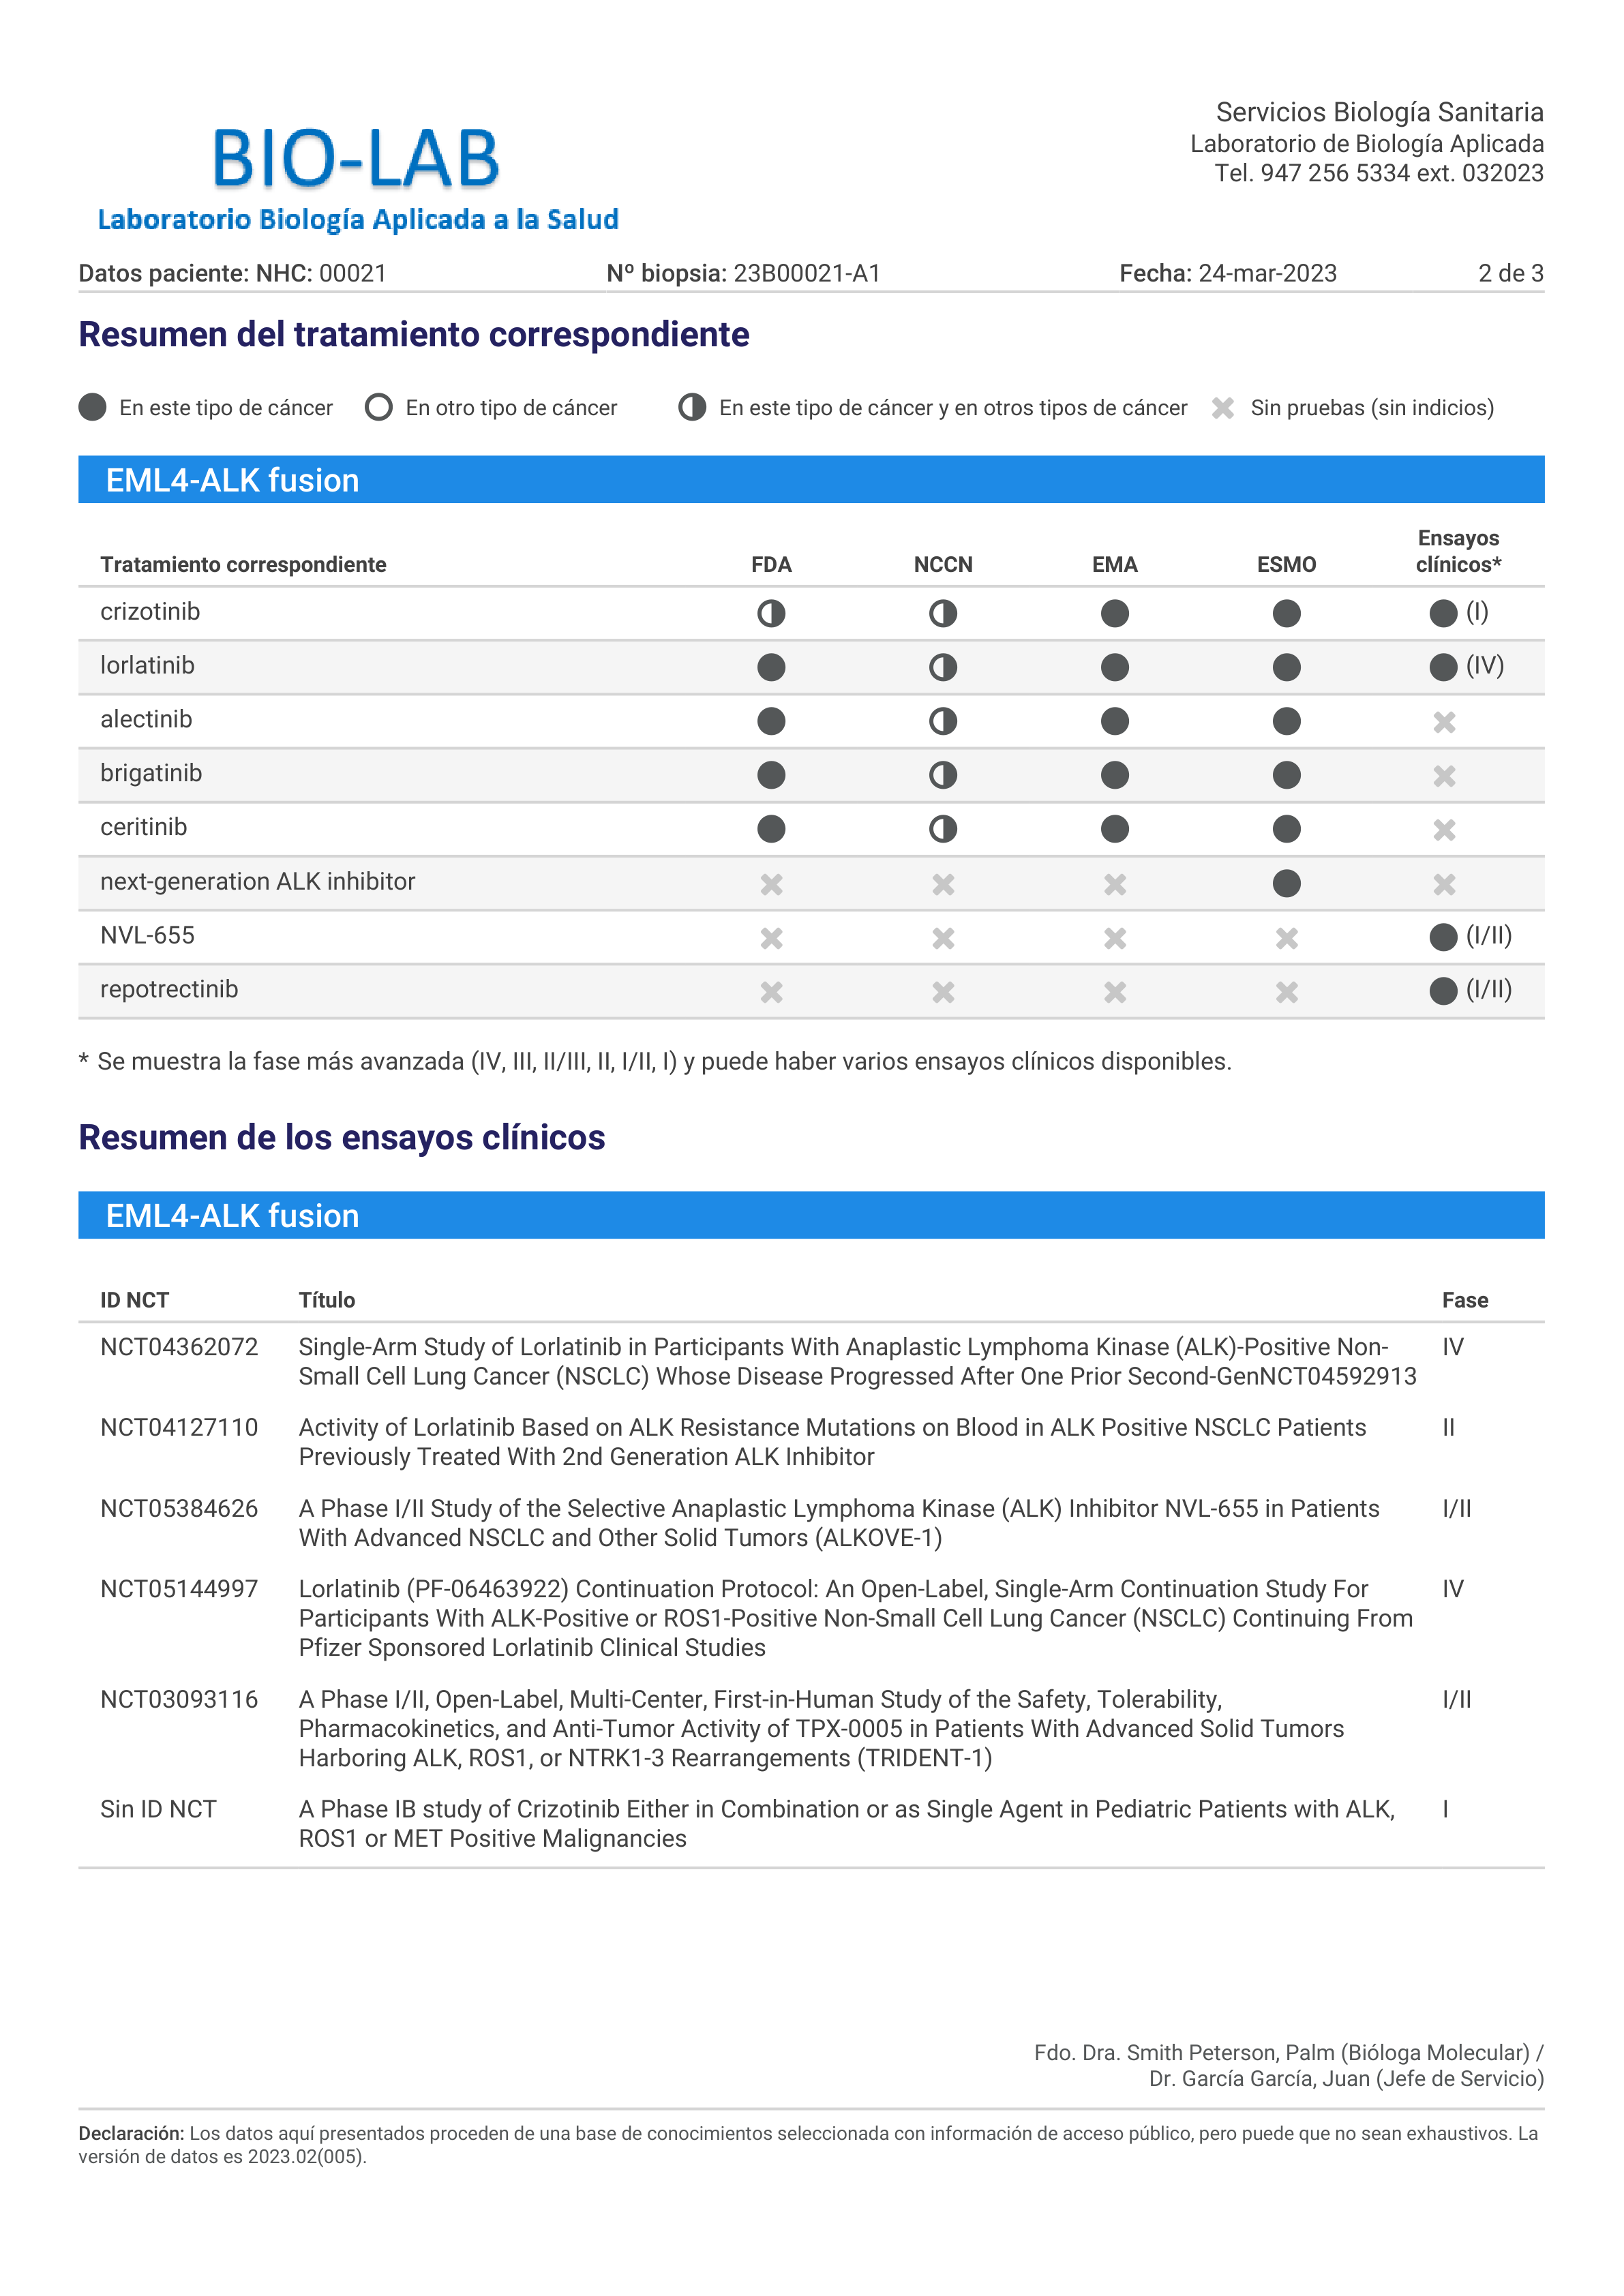 BIO-LAB
Laboratorio Biología Aplicada a la Salud
Servicios Biología Sanitaria
Laboratorio de Biología Aplicada
Tel. 947 256 5334 ext. 032023
Datos paciente: NHC: 00021 Nº biopsia: 23B00021-A1 Fecha: 24-mar-2023 2 de 3
Resumen del tratamiento correspondiente
En este tipo de cáncer En otro tipo de cáncer En este tipo de cáncer y en otros tipos de cáncer Sin pruebas (sin indicios)
EML4-ALK fusion
Tratamiento correspondiente FDA NCCN EMA ESMO Ensayos
clínicos*
crizotinib (I)
lorlatinib (IV)
alectinib
brigatinib
ceritinib
next-generation ALK inhibitor
NVL-655 (I/II)
repotrectinib (I/II)
* Se muestra la fase más avanzada (IV, III, II/III, II, I/II, I) y puede haber varios ensayos clínicos disponibles.
Resumen de los ensayos clínicos
EML4-ALK fusion
ID NCT Título Fase
NCT04362072 Single-Arm Study of Lorlatinib in Participants With Anaplastic Lymphoma Kinase (ALK)-Positive Non- IV
Small Cell Lung Cancer (NSCLC) Whose Disease Progressed After One Prior Second-GenNCT04592913
NCT04127110 Activity of Lorlatinib Based on ALK Resistance Mutations on Blood in ALK Positive NSCLC Patients II
Previously Treated With 2nd Generation ALK Inhibitor
NCT05384626 A Phase I/II Study of the Selective Anaplastic Lymphoma Kinase (ALK) Inhibitor NVL-655 in Patients I/II
With Advanced NSCLC and Other Solid Tumors (ALKOVE-1)
NCT05144997 Lorlatinib (PF-06463922) Continuation Protocol: An Open-Label, Single-Arm Continuation Study For IV
Participants With ALK-Positive or ROS1-Positive Non-Small Cell Lung Cancer (NSCLC) Continuing From
Pfizer Sponsored Lorlatinib Clinical Studies
NCT03093116 A Phase I/II, Open-Label, Multi-Center, First-in-Human Study of the Safety, Tolerability, I/II
Pharmacokinetics, and Anti-Tumor Activity of TPX-0005 in Patients With Advanced Solid Tumors
Harboring ALK, ROS1, or NTRK1-3 Rearrangements (TRIDENT-1)
Sin ID NCT A Phase IB study of Crizotinib Either in Combination or as Single Agent in Pediatric Patients with ALK, I
ROS1 or MET Positive Malignancies
Fdo. Dra. Smith Peterson, Palm (Bióloga Molecular) /
Dr. García García, Juan (Jefe de Servicio)
Declaración: Los datos aquí presentados proceden de una base de conocimientos seleccionada con información de acceso público, pero puede que no sean exhaustivos. La
versión de datos es 2023.02(005).